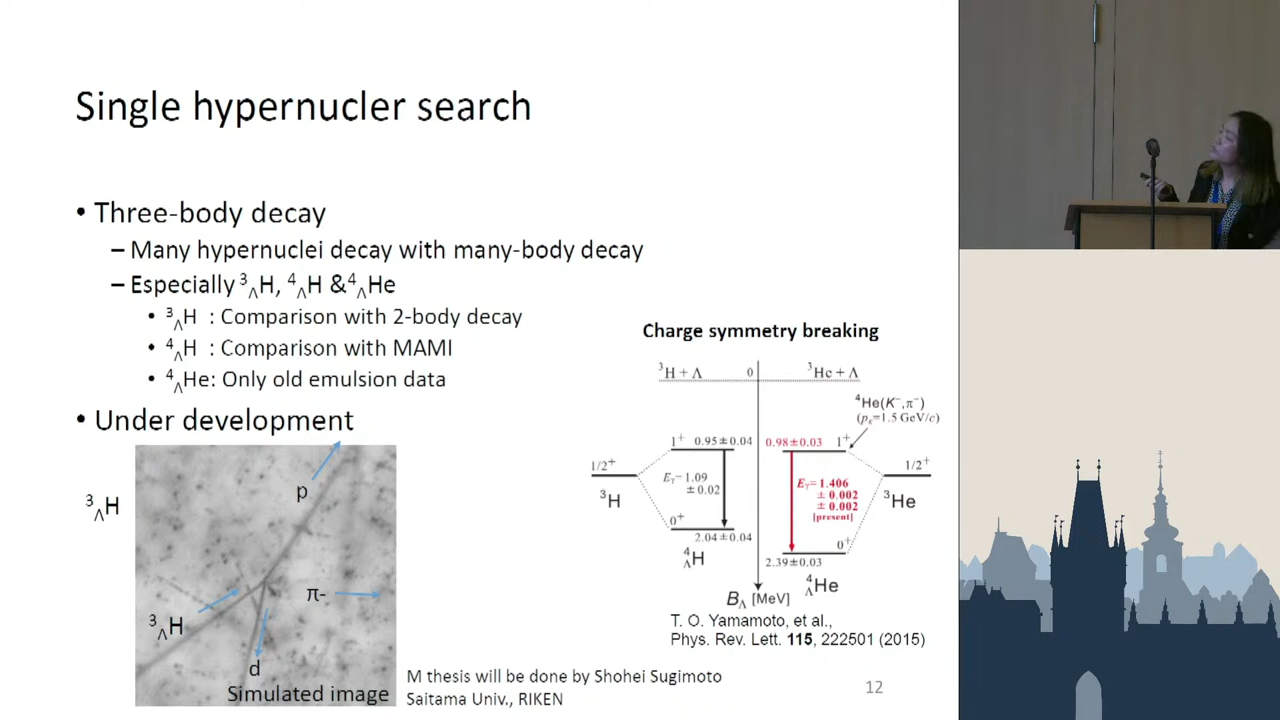 Single hypernucler search
• Three-body decay
– Many hypernuclei decay with many-body decay
– Especially ³ΛH, ⁴ΛH &⁴ΛHe
• ³ΛH : Comparison with 2-body decay
• ⁴ΛH : Comparison with MAMI
• ⁴ΛHe: Only old emulsion data
• Under development
³ΛH
p
π-
³ΛH
d
Simulated image
Charge symmetry breaking
³H + Λ
0
³He + Λ
⁴He(K⁻,π⁻)
(pK=1.5 GeV/c)
1⁺ 0.95±0.04
0.98±0.03 1⁺
1/2⁺
³H
Eγ=1.09
±0.02
Eγ=1.406
±0.002
±0.002
[present]
1/2⁺
³He
0⁺
2.04±0.04
⁴ΛH
0⁺
2.39±0.03
⁴ΛHe
BΛ [MeV]
T. O. Yamamoto, et al.,
Phys. Rev. Lett. 115, 222501 (2015)
M thesis will be done by Shohei Sugimoto
Saitama Univ., RIKEN
12